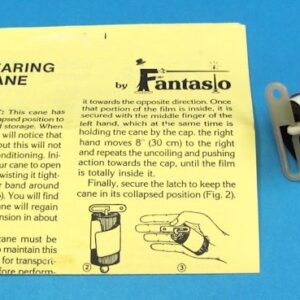 ARING
ANE
": This cane has
llapsed position to
d storage. When
will notice that
but this will not
onditioning. Ini-
ur cane to open
wisting it tight-
r band around
b). You will find
cane will regain
nsion in about
ane must be
o maintain this
for transporti-
fore perform-
by Fantasio
it towards the opposite direction. Once
that portion of the film is inside, it is
secured with the middle finger of the
left hand, which at the same time is
holding the cane by the cap, the right
hand moves 8" (30 cm) to the right
and repeats the uncoiling and pushing
action towards the cap, until the film
is totally inside it.
Finally, secure the latch to keep the
cane in its collapsed position (Fig. 2).
2
3